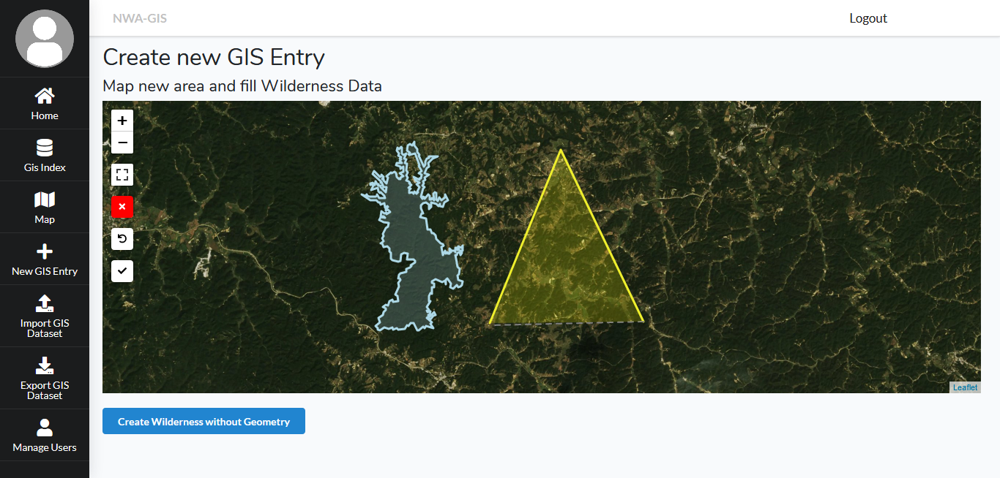 NWA-GIS
Logout
Home
Gis Index
Map
New GIS Entry
Import GIS
Dataset
Export GIS
Dataset
Manage Users
Create new GIS Entry
Map new area and fill Wilderness Data
+
−
Leaflet
Create Wilderness without Geometry